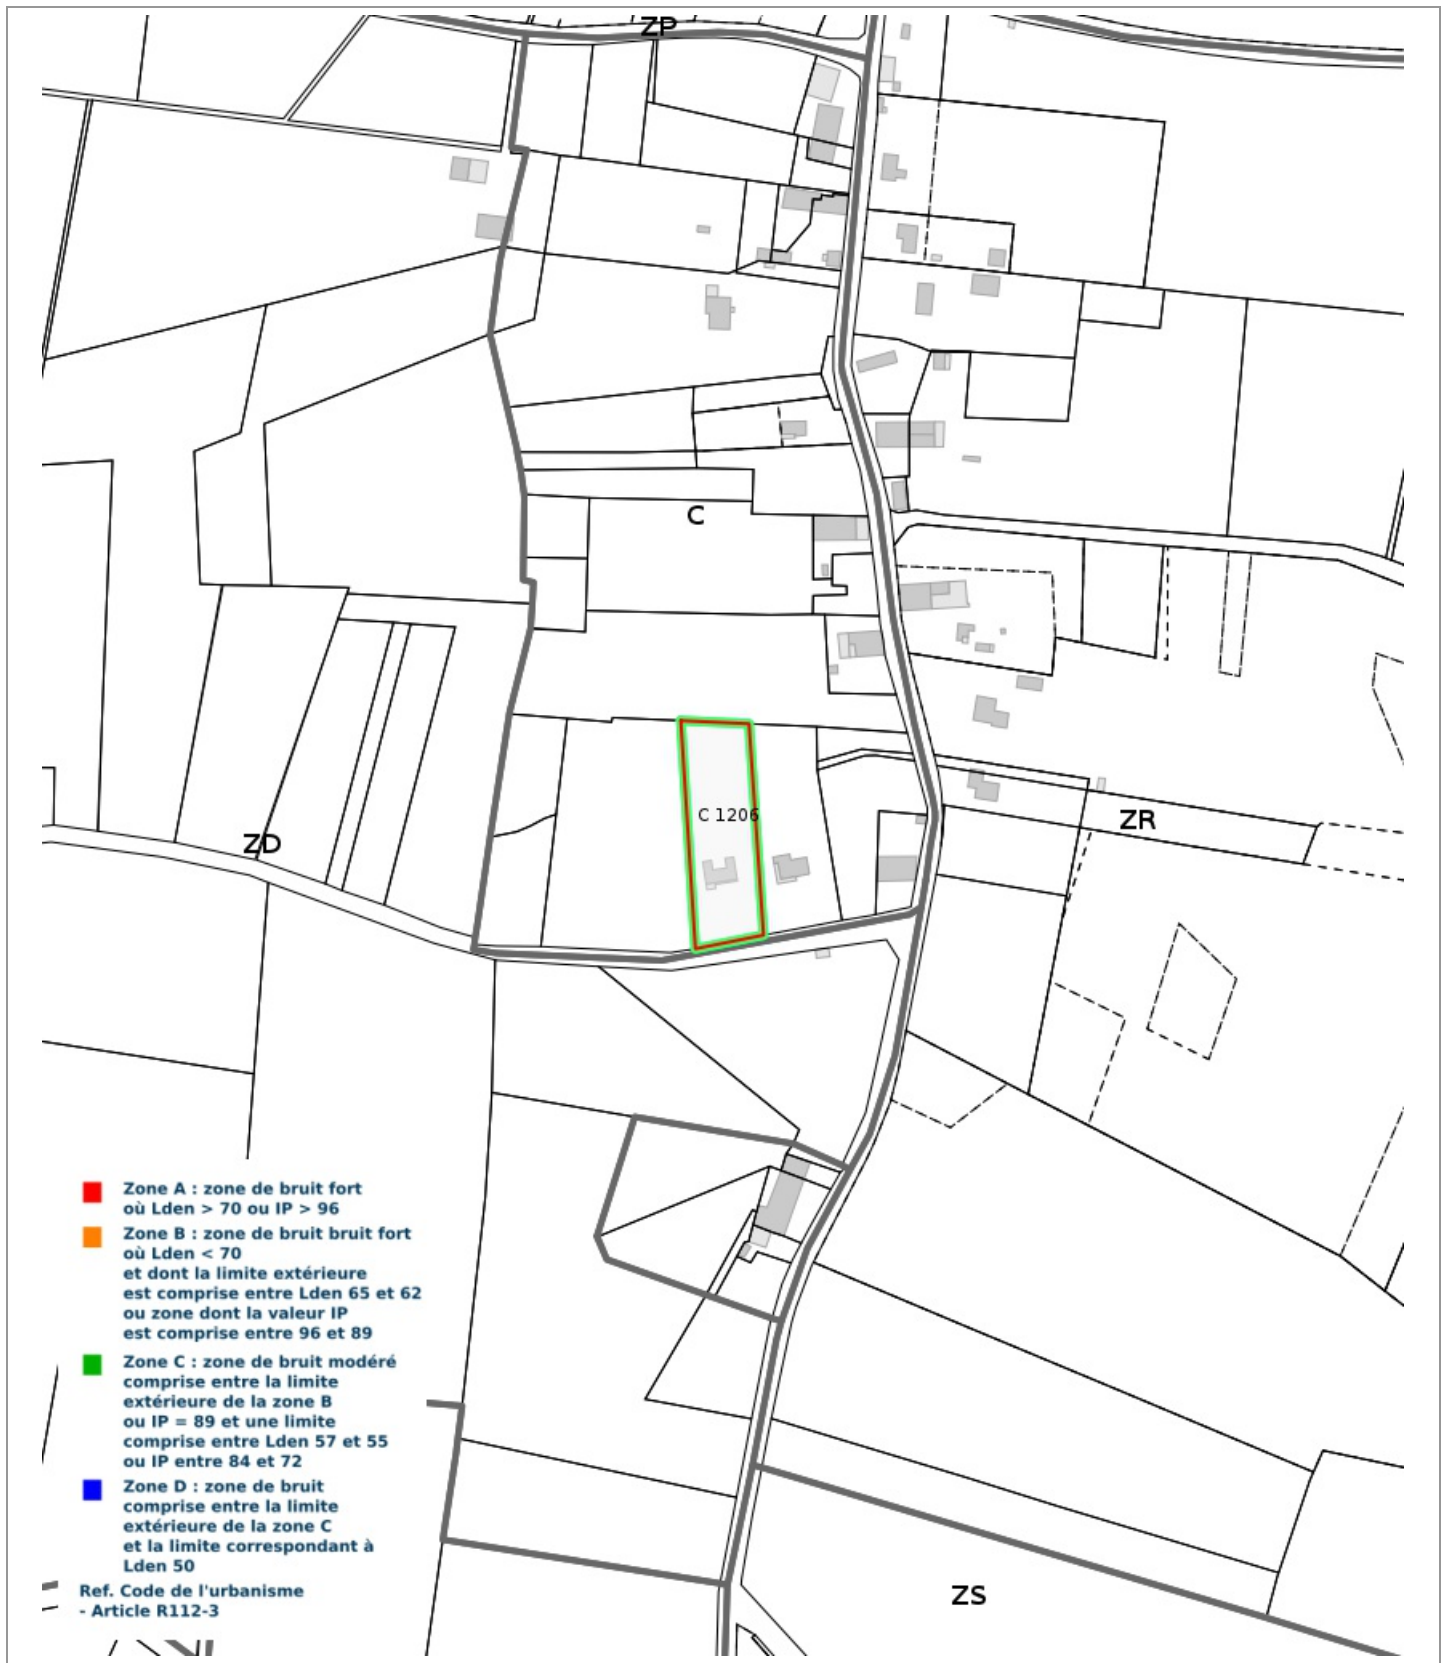 ZP
C
C 1206
ZR
ZD
Zone A : zone de bruit fort
où Lden > 70 ou IP > 96
Zone B : zone de bruit bruit fort
où Lden < 70
et dont la limite extérieure
est comprise entre Lden 65 et 62
ou zone dont la valeur IP
est comprise entre 96 et 89
Zone C : zone de bruit modéré
comprise entre la limite
extérieure de la zone B
ou IP = 89 et une limite
comprise entre Lden 57 et 55
ou IP entre 84 et 72
Zone D : zone de bruit
comprise entre la limite
extérieure de la zone C
et la limite correspondant à
Lden 50
Ref. Code de l'urbanisme
- Article R112-3
ZS